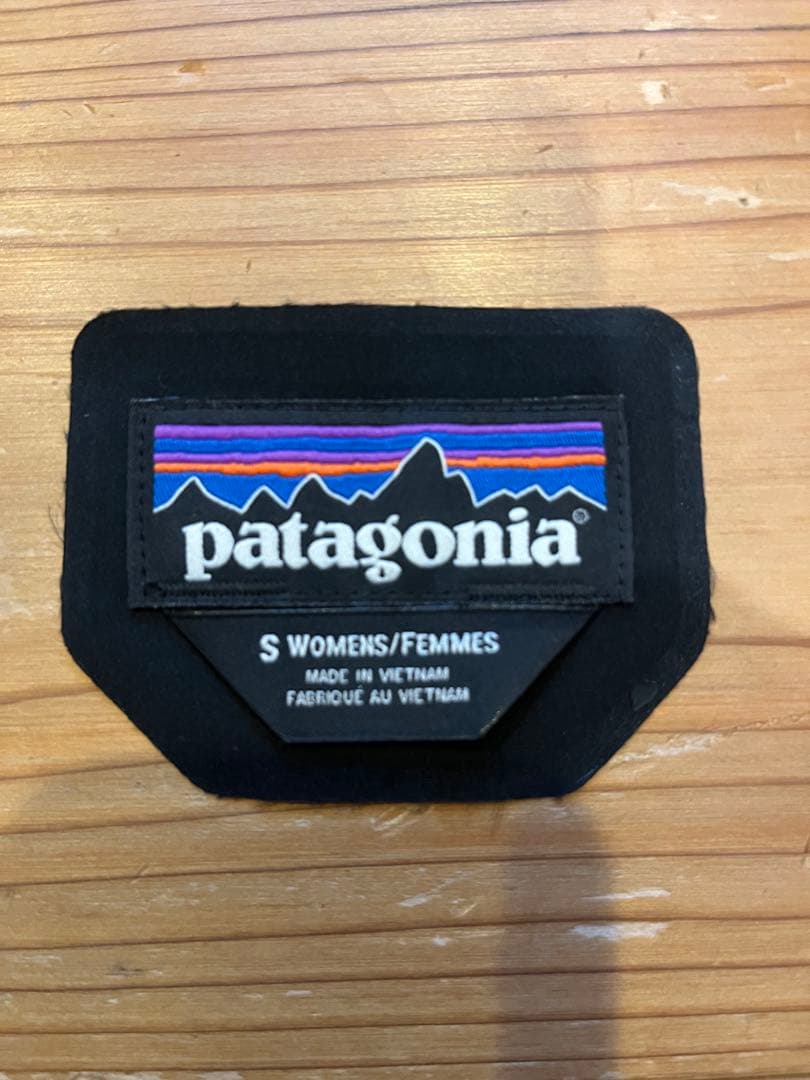 patagonia®
S WOMENS/FEMMES
MADE IN VIETNAM
FABRIQUÉ AU VIETNAM